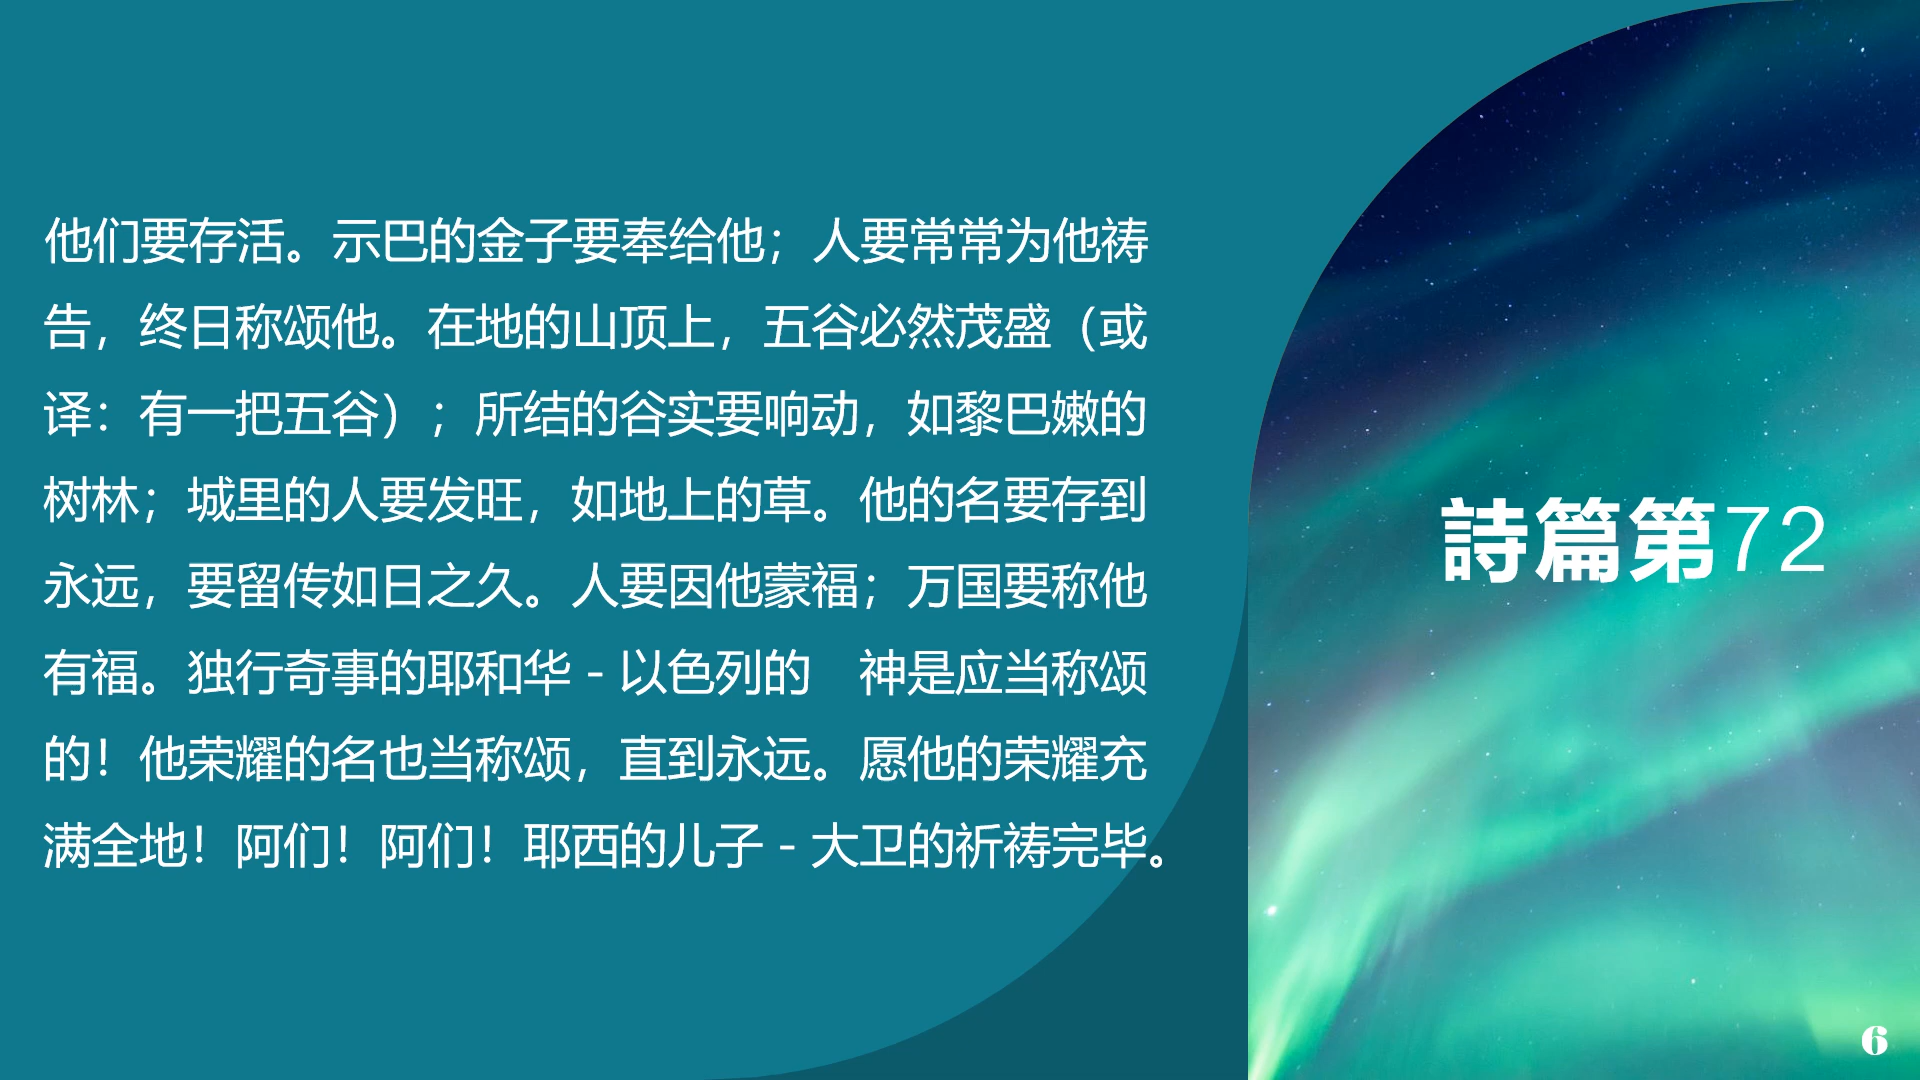 他们要存活。示巴的金子要奉给他；人要常常为他祷
告，终日称颂他。在地的山顶上，五谷必然茂盛（或
译：有一把五谷）；所结的谷实要响动，如黎巴嫩的
树林；城里的人要发旺，如地上的草。他的名要存到
永远，要留传如日之久。人要因他蒙福；万国要称他
有福。独行奇事的耶和华－以色列的　神是应当称颂
的！他荣耀的名也当称颂，直到永远。愿他的荣耀充
满全地！阿们！阿们！耶西的儿子－大卫的祈祷完毕。
詩篇第72
6